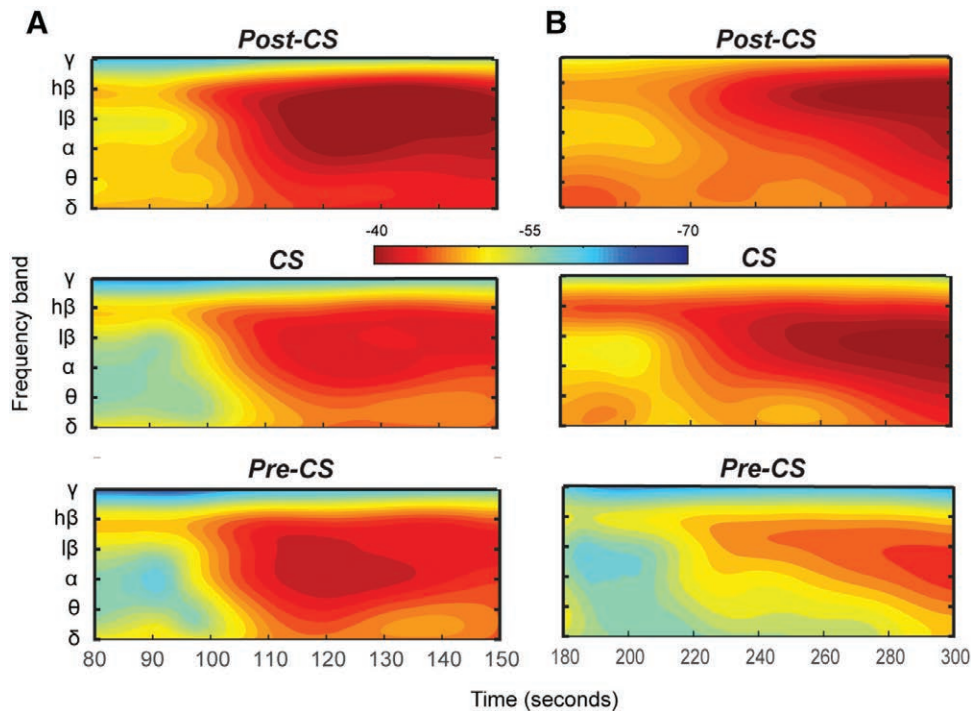 A
B
Post-CS
Post-CS
γ
hβ
lβ
α
θ
δ
-40 -55 -70
CS
CS
γ
hβ
lβ
α
θ
δ
Frequency band
Pre-CS
Pre-CS
γ
hβ
lβ
α
θ
δ
80 90 100 110 120 130 140 150
180 200 220 240 260 280 300
Time (seconds)